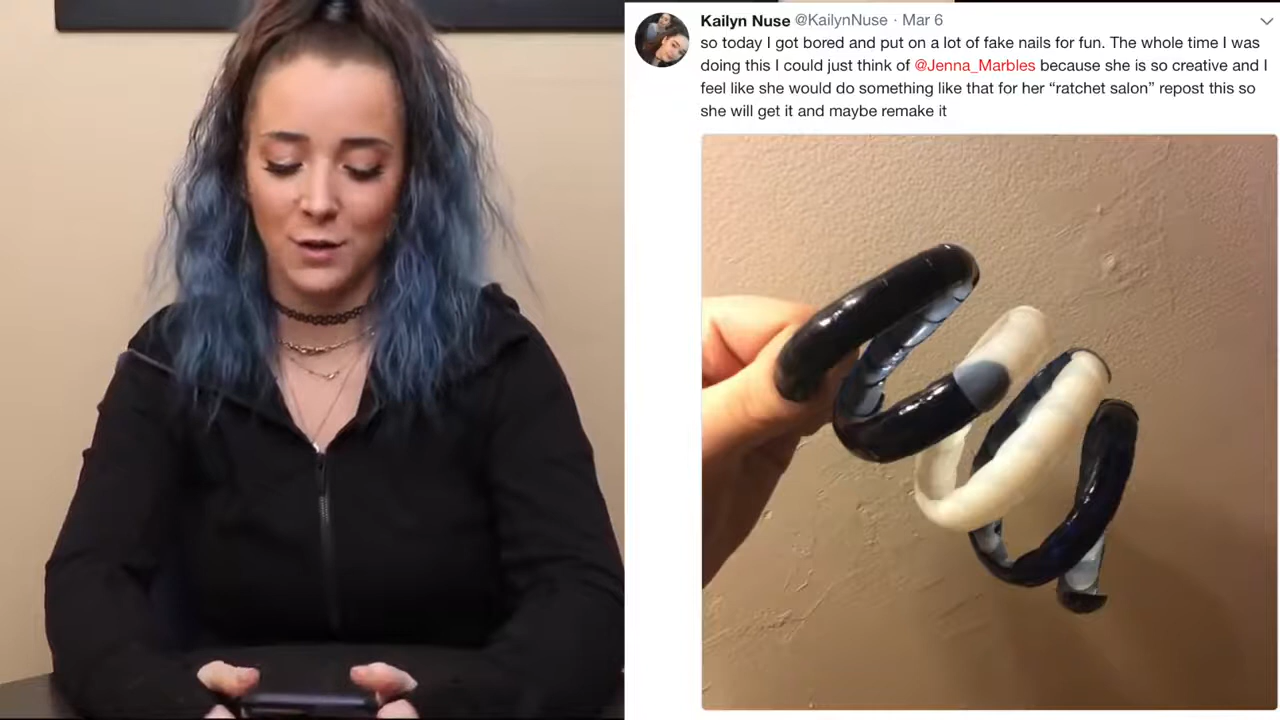 Kailyn Nuse @KailynNuse · Mar 6
so today I got bored and put on a lot of fake nails for fun. The whole time I was
doing this I could just think of @Jenna_Marbles because she is so creative and I
feel like she would do something like that for her “ratchet salon” repost this so
she will get it and maybe remake it